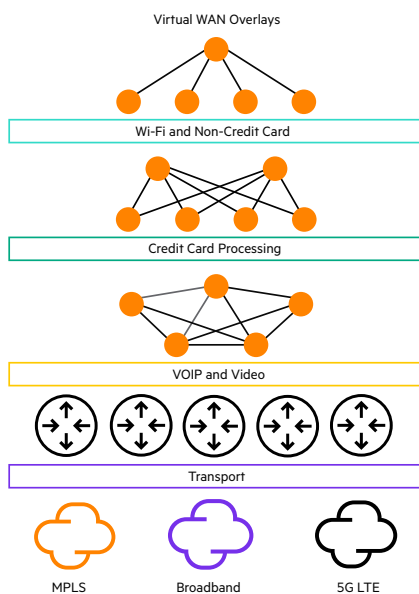 Virtual WAN Overlays
Wi-Fi and Non-Credit Card
Credit Card Processing
VOIP and Video
Transport
MPLS
Broadband
5G LTE